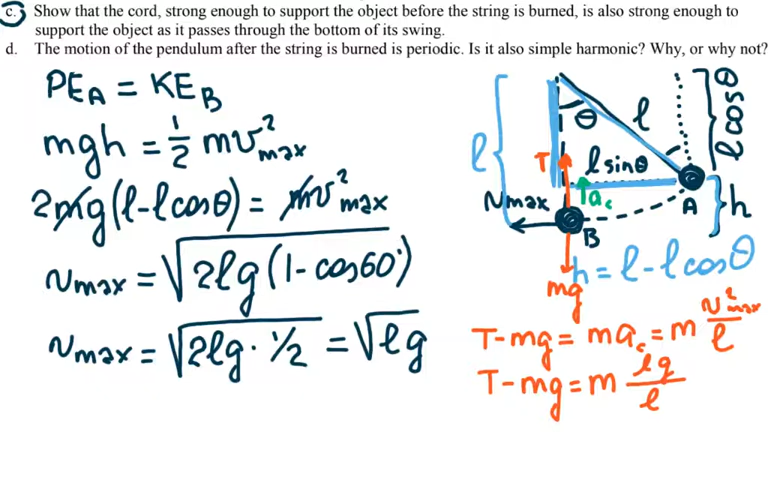 c. Show that the cord, strong enough to support the object before the string is burned, is also strong enough to
support the object as it passes through the bottom of its swing.
d. The motion of the pendulum after the string is burned is periodic. Is it also simple harmonic? Why, or why not?
PE_A = KE_B
mgh = 1/2 mv²max
2mg(l-lcosθ) = mv²max
vmax = √2lg(1-cos60°)
vmax = √2lg·1/2 = √lg
l
θ
l
lcosθ
T
lsinθ
vmax
ac
A
h
B
mg
h = l-lcosθ
T-mg = mac = m v²max/l
T-mg = m lg/l